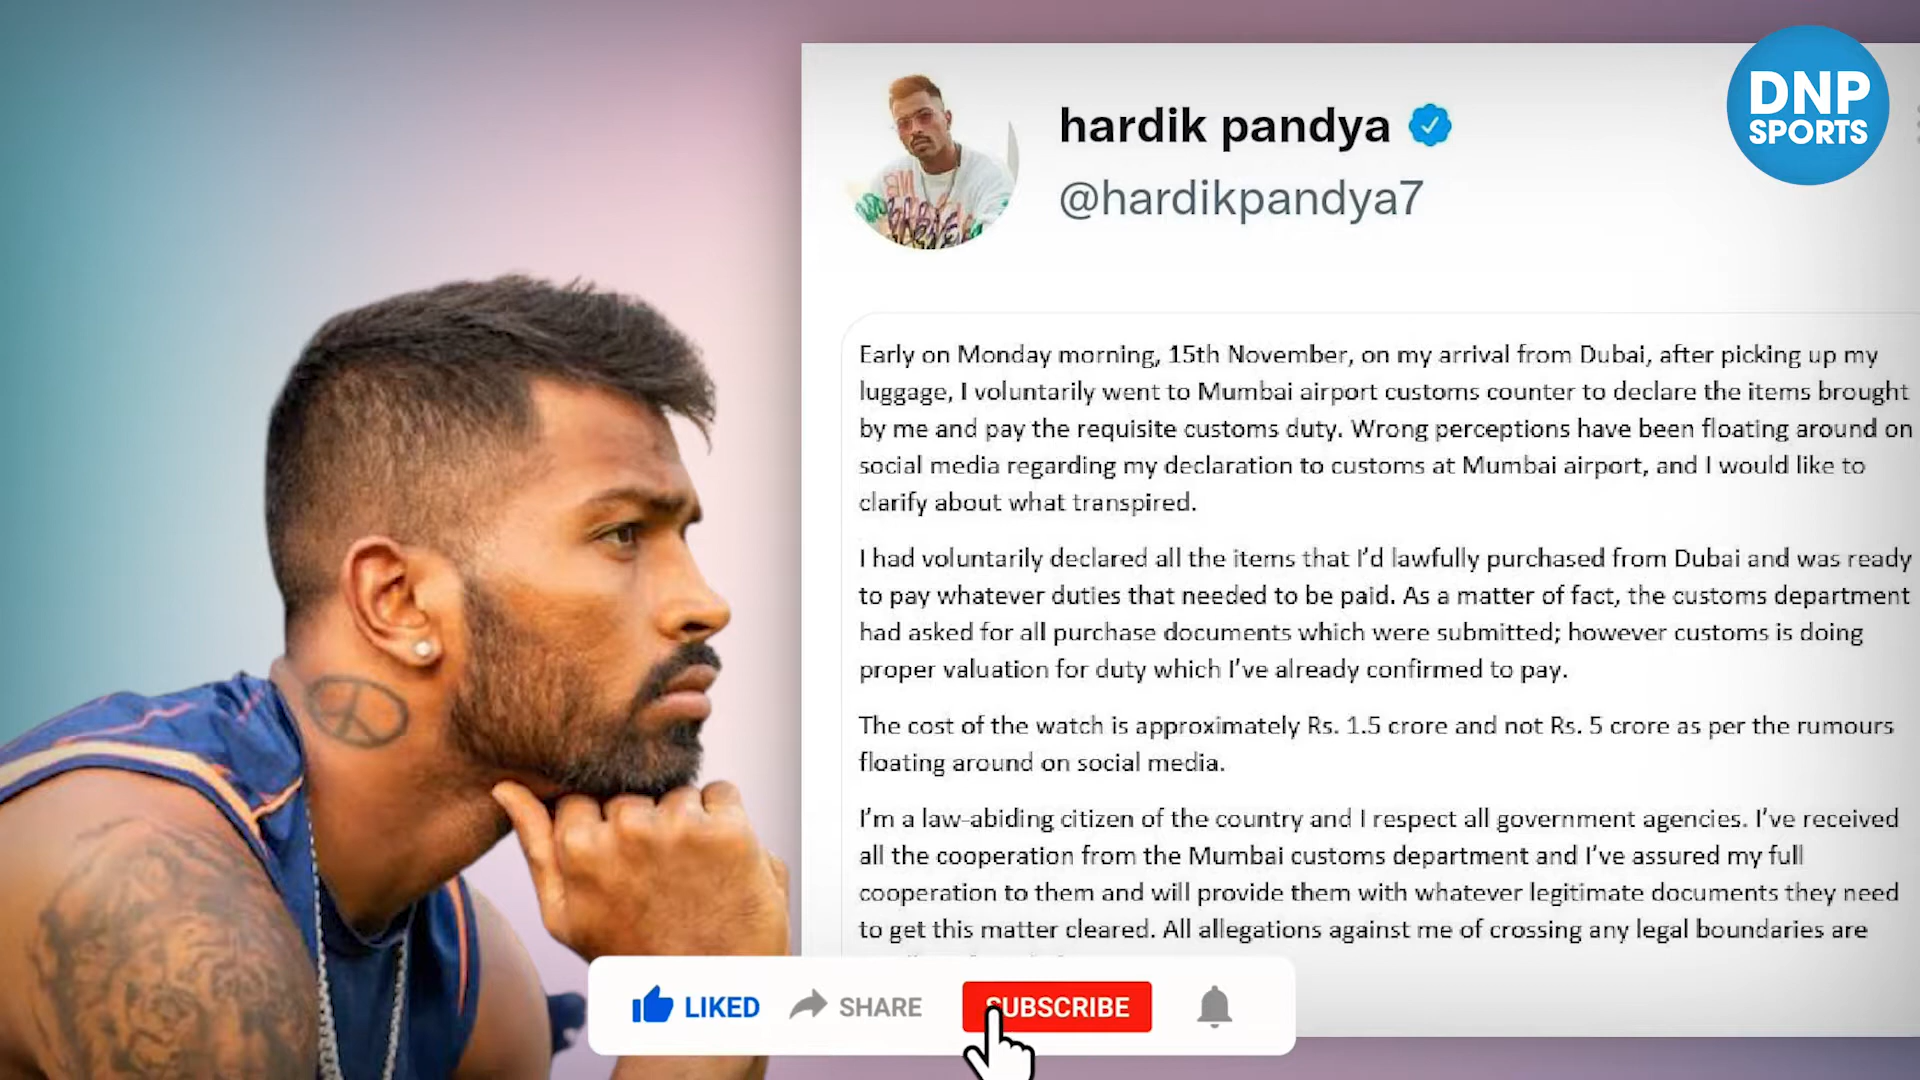 DNP
SPORTS
hardik pandya
@hardikpandya7
Early on Monday morning, 15th November, on my arrival from Dubai, after picking up my
luggage, I voluntarily went to Mumbai airport customs counter to declare the items brought
by me and pay the requisite customs duty. Wrong perceptions have been floating around on
social media regarding my declaration to customs at Mumbai airport, and I would like to
clarify about what transpired.
I had voluntarily declared all the items that I'd lawfully purchased from Dubai and was ready
to pay whatever duties that needed to be paid. As a matter of fact, the customs department
had asked for all purchase documents which were submitted; however customs is doing
proper valuation for duty which I've already confirmed to pay.
The cost of the watch is approximately Rs. 1.5 crore and not Rs. 5 crore as per the rumours
floating around on social media.
I'm a law-abiding citizen of the country and I respect all government agencies. I've received
all the cooperation from the Mumbai customs department and I've assured my full
cooperation to them and will provide them with whatever legitimate documents they need
to get this matter cleared. All allegations against me of crossing any legal boundaries are
LIKED SHARE SUBSCRIBE